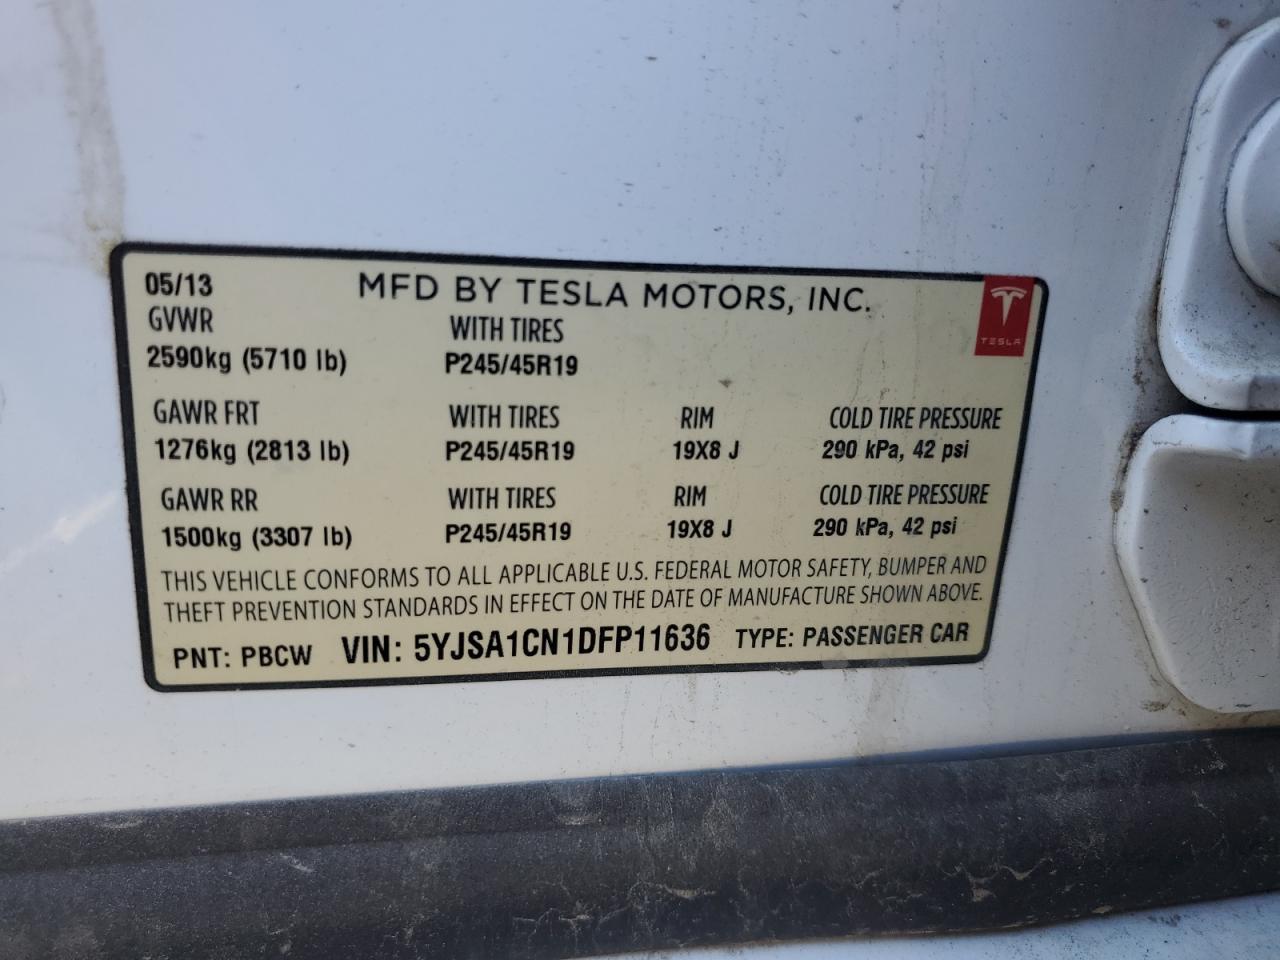 05/13 MFD BY TESLA MOTORS, INC.
TESLA
GVWR WITH TIRES
2590kg (5710 lb) P245/45R19
GAWR FRT WITH TIRES RIM COLD TIRE PRESSURE
1276kg (2813 lb) P245/45R19 19X8 J 290 kPa, 42 psi
GAWR RR WITH TIRES RIM COLD TIRE PRESSURE
1500kg (3307 lb) P245/45R19 19X8 J 290 kPa, 42 psi
THIS VEHICLE CONFORMS TO ALL APPLICABLE U.S. FEDERAL MOTOR SAFETY, BUMPER AND
THEFT PREVENTION STANDARDS IN EFFECT ON THE DATE OF MANUFACTURE SHOWN ABOVE.
PNT: PBCW VIN: 5YJSA1CN1DFP11636 TYPE: PASSENGER CAR